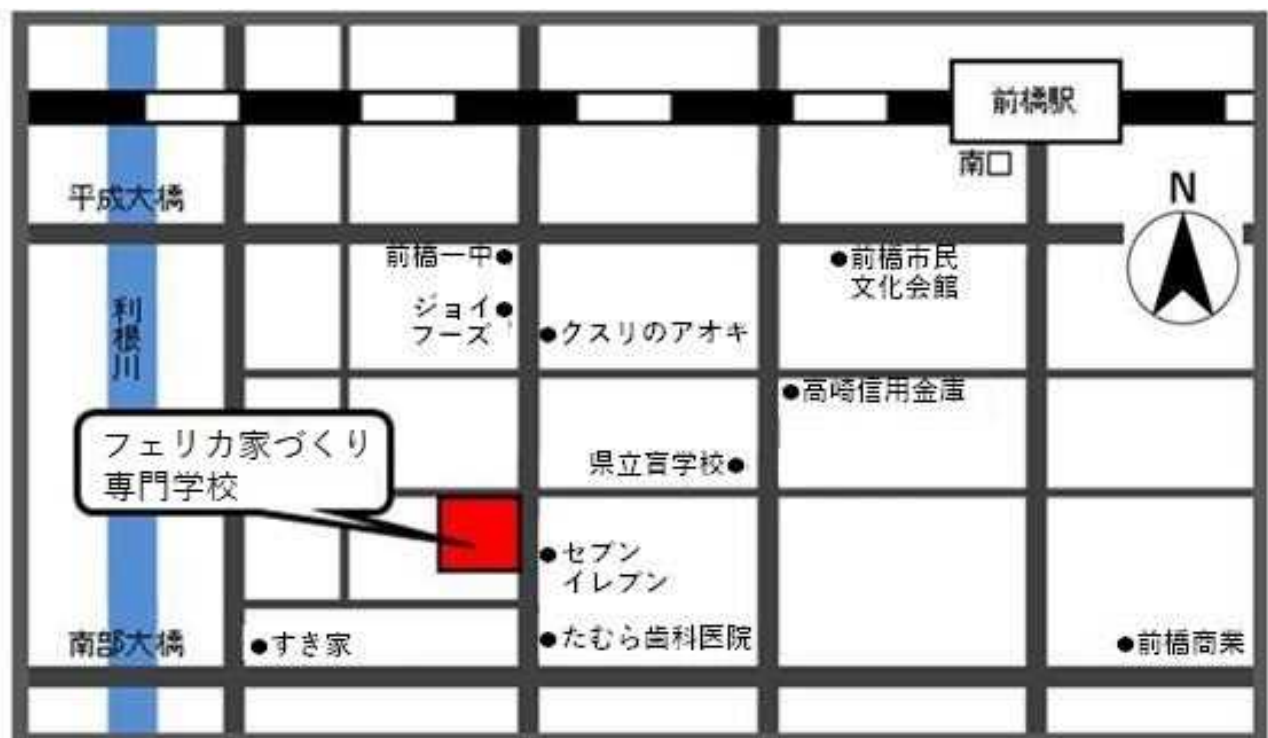 前橋駅
南口
N
平成大橋
前橋一中●
●前橋市民
文化会館
利根川
ジョイ●
フーズ
●クスリのアオキ
●高崎信用金庫
フェリカ家づくり
専門学校
県立盲学校●
●セブン
イレブン
南部大橋
●すき家
●たむら歯科医院
●前橋商業